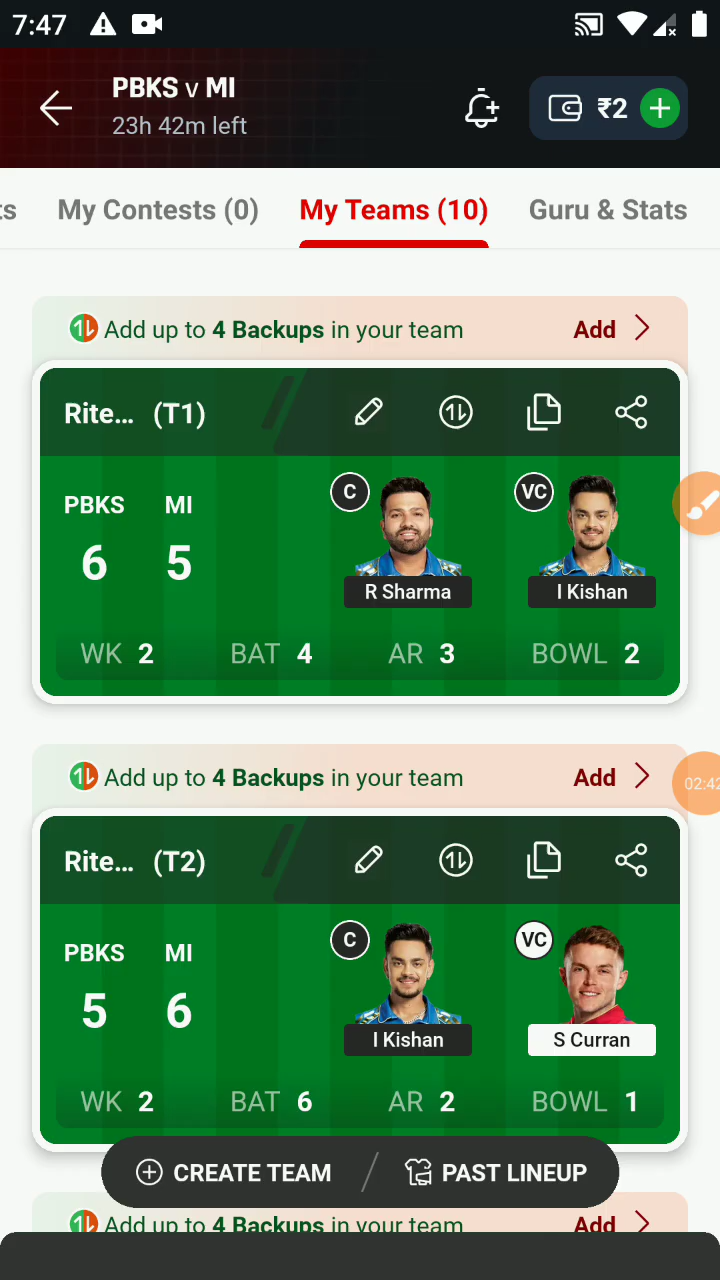 7:47
PBKS v MI
23h 42m left
₹2
ts My Contests (0) My Teams (10) Guru & Stats
Add up to 4 Backups in your team Add
Rite... (T1)
C VC
PBKS MI
6 5
R Sharma I Kishan
WK 2 BAT 4 AR 3 BOWL 2
Add up to 4 Backups in your team Add
02:42
Rite... (T2)
C VC
PBKS MI
5 6
I Kishan S Curran
WK 2 BAT 6 AR 2 BOWL 1
CREATE TEAM PAST LINEUP
Add up to 4 Backups in your team Add